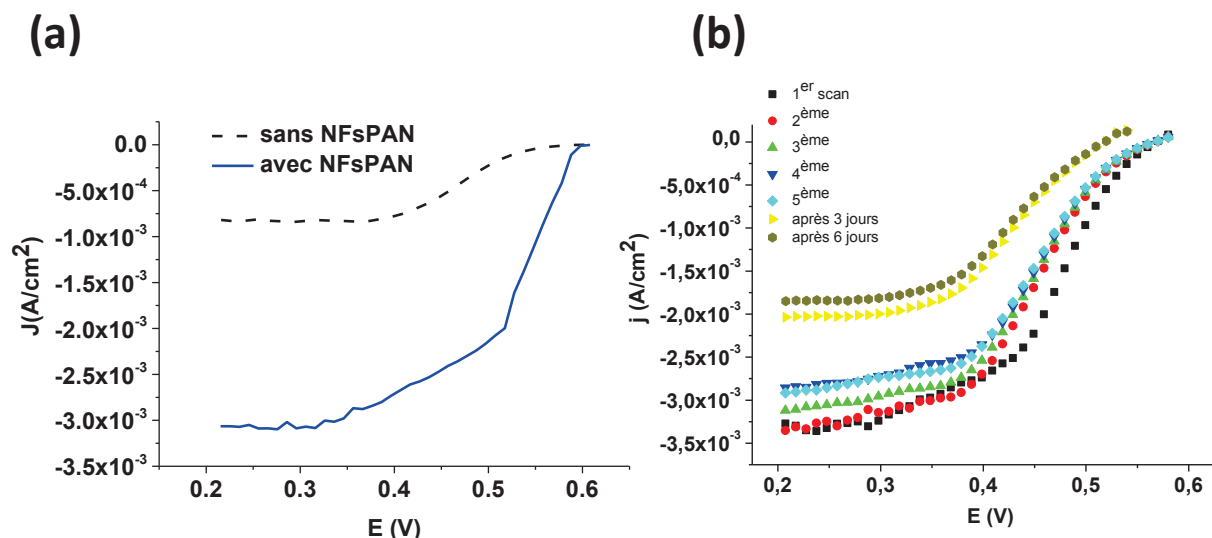 (a)
sans NFsPAN
avec NFsPAN
0.0
-5.0x10⁻⁴
-1.0x10⁻³
-1.5x10⁻³
-2.0x10⁻³
-2.5x10⁻³
-3.0x10⁻³
-3.5x10⁻³
J(A/cm²)
0.2 0.3 0.4 0.5 0.6
E (V)
(b)
1er scan
2ème
3ème
4ème
5ème
après 3 jours
après 6 jours
0,0
-5,0x10⁻⁴
-1,0x10⁻³
-1,5x10⁻³
-2,0x10⁻³
-2,5x10⁻³
-3,0x10⁻³
-3,5x10⁻³
j (A/cm²)
0,2 0,3 0,4 0,5 0,6
E (V)